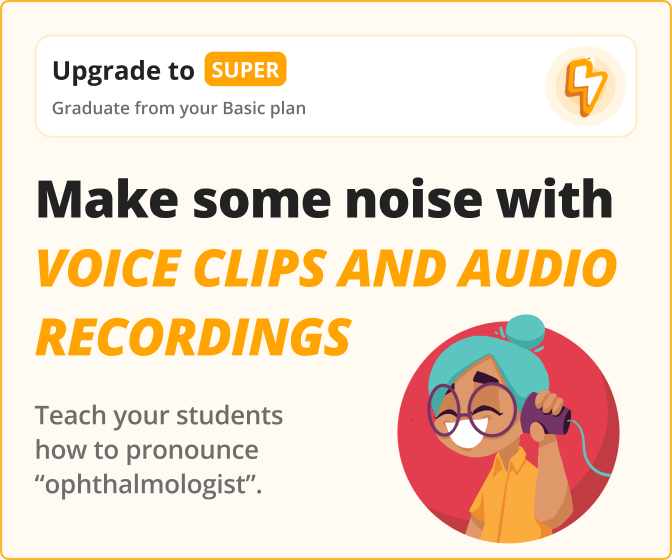 Upgrade to SUPER
Graduate from your Basic plan
Make some noise with
VOICE CLIPS AND AUDIO
RECORDINGS
Teach your students
how to pronounce
“ophthalmologist”.